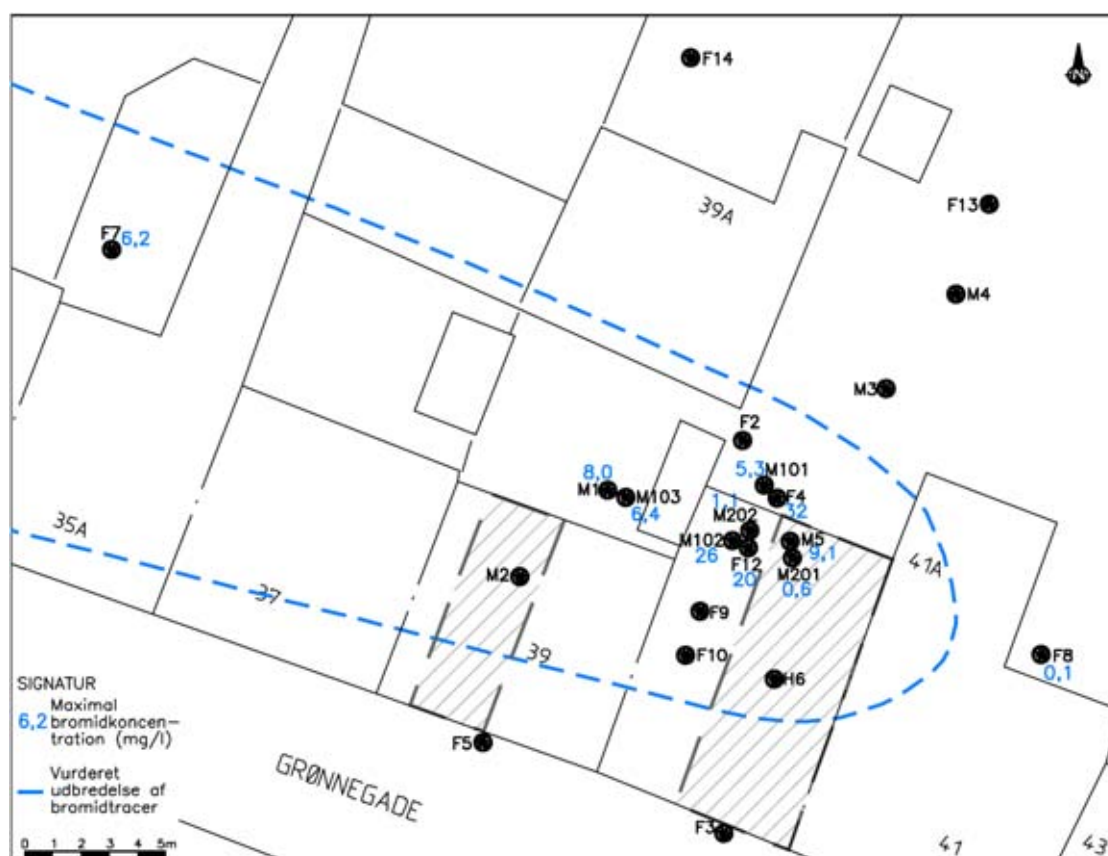 F14
N
F13
39A
F7
6,2
M4
M3
F2
5,3
M101
8,0
M1
M103
6,4
1,1
F4
32
M202
M102
26
F12
20
M5
9,1
M201
0,6
41A
35A
37
M2
39
F9
F10
H6
F8
0,1
F5
GRØNNEGADE
F3
41
43
SIGNATUR
6,2 Maximal
bromidkoncen-
tration (mg/l)
Vurderet
udbredelse af
bromidtracer
0 1 2 3 4 5m